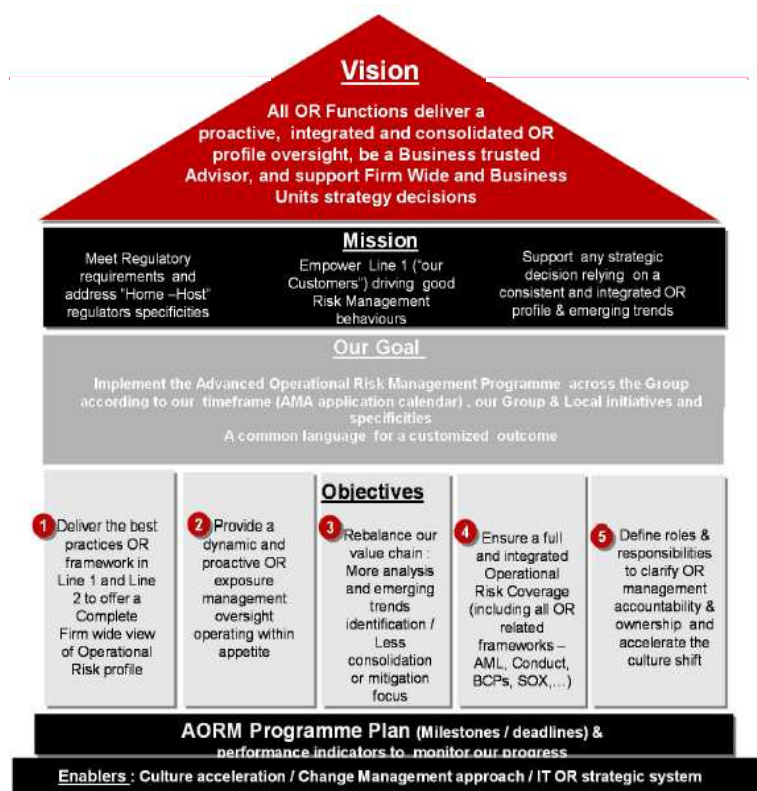 Vision
All OR Functions deliver a
proactive, integrated and consolidated OR
profile oversight, be a Business trusted
Advisor, and support Firm Wide and Business
Units strategy decisions
Mission
Meet Regulatory
requirements and
address "Home –Host"
regulators specificities
Empower Line 1 ("our
Customers") driving good
Risk Management
behaviours
Support any strategic
decision relying on a
consistent and integrated OR
profile & emerging trends
Our Goal
Implement the Advanced Operational Risk Management Programme across the Group
according to our timeframe (AMA application calendar) , our Group & Local initiatives and
specificities
A common language for a customized outcome
Objectives
1
Deliver the best
practices OR
framework in
Line 1 and Line
2 to offer a
Complete
Firm wide view
of Operational
Risk profile
2
Provide a
dynamic and
proactive OR
exposure
management
oversight
operating within
appetite
3
Rebalance our
value chain :
More analysis
and emerging
trends
identification /
Less
consolidation
or mitigation
focus
4
Ensure a full
and integrated
Operational
Risk Coverage
(including all OR
related
frameworks –
AML, Conduct,
BCPs, SOX,...)
5
Define roles &
responsibilities
to clarify OR
management
accountability &
ownership and
accelerate the
culture shift
AORM Programme Plan (Milestones / deadlines) &
performance indicators to monitor our progress
Enablers : Culture acceleration / Change Management approach / IT OR strategic system